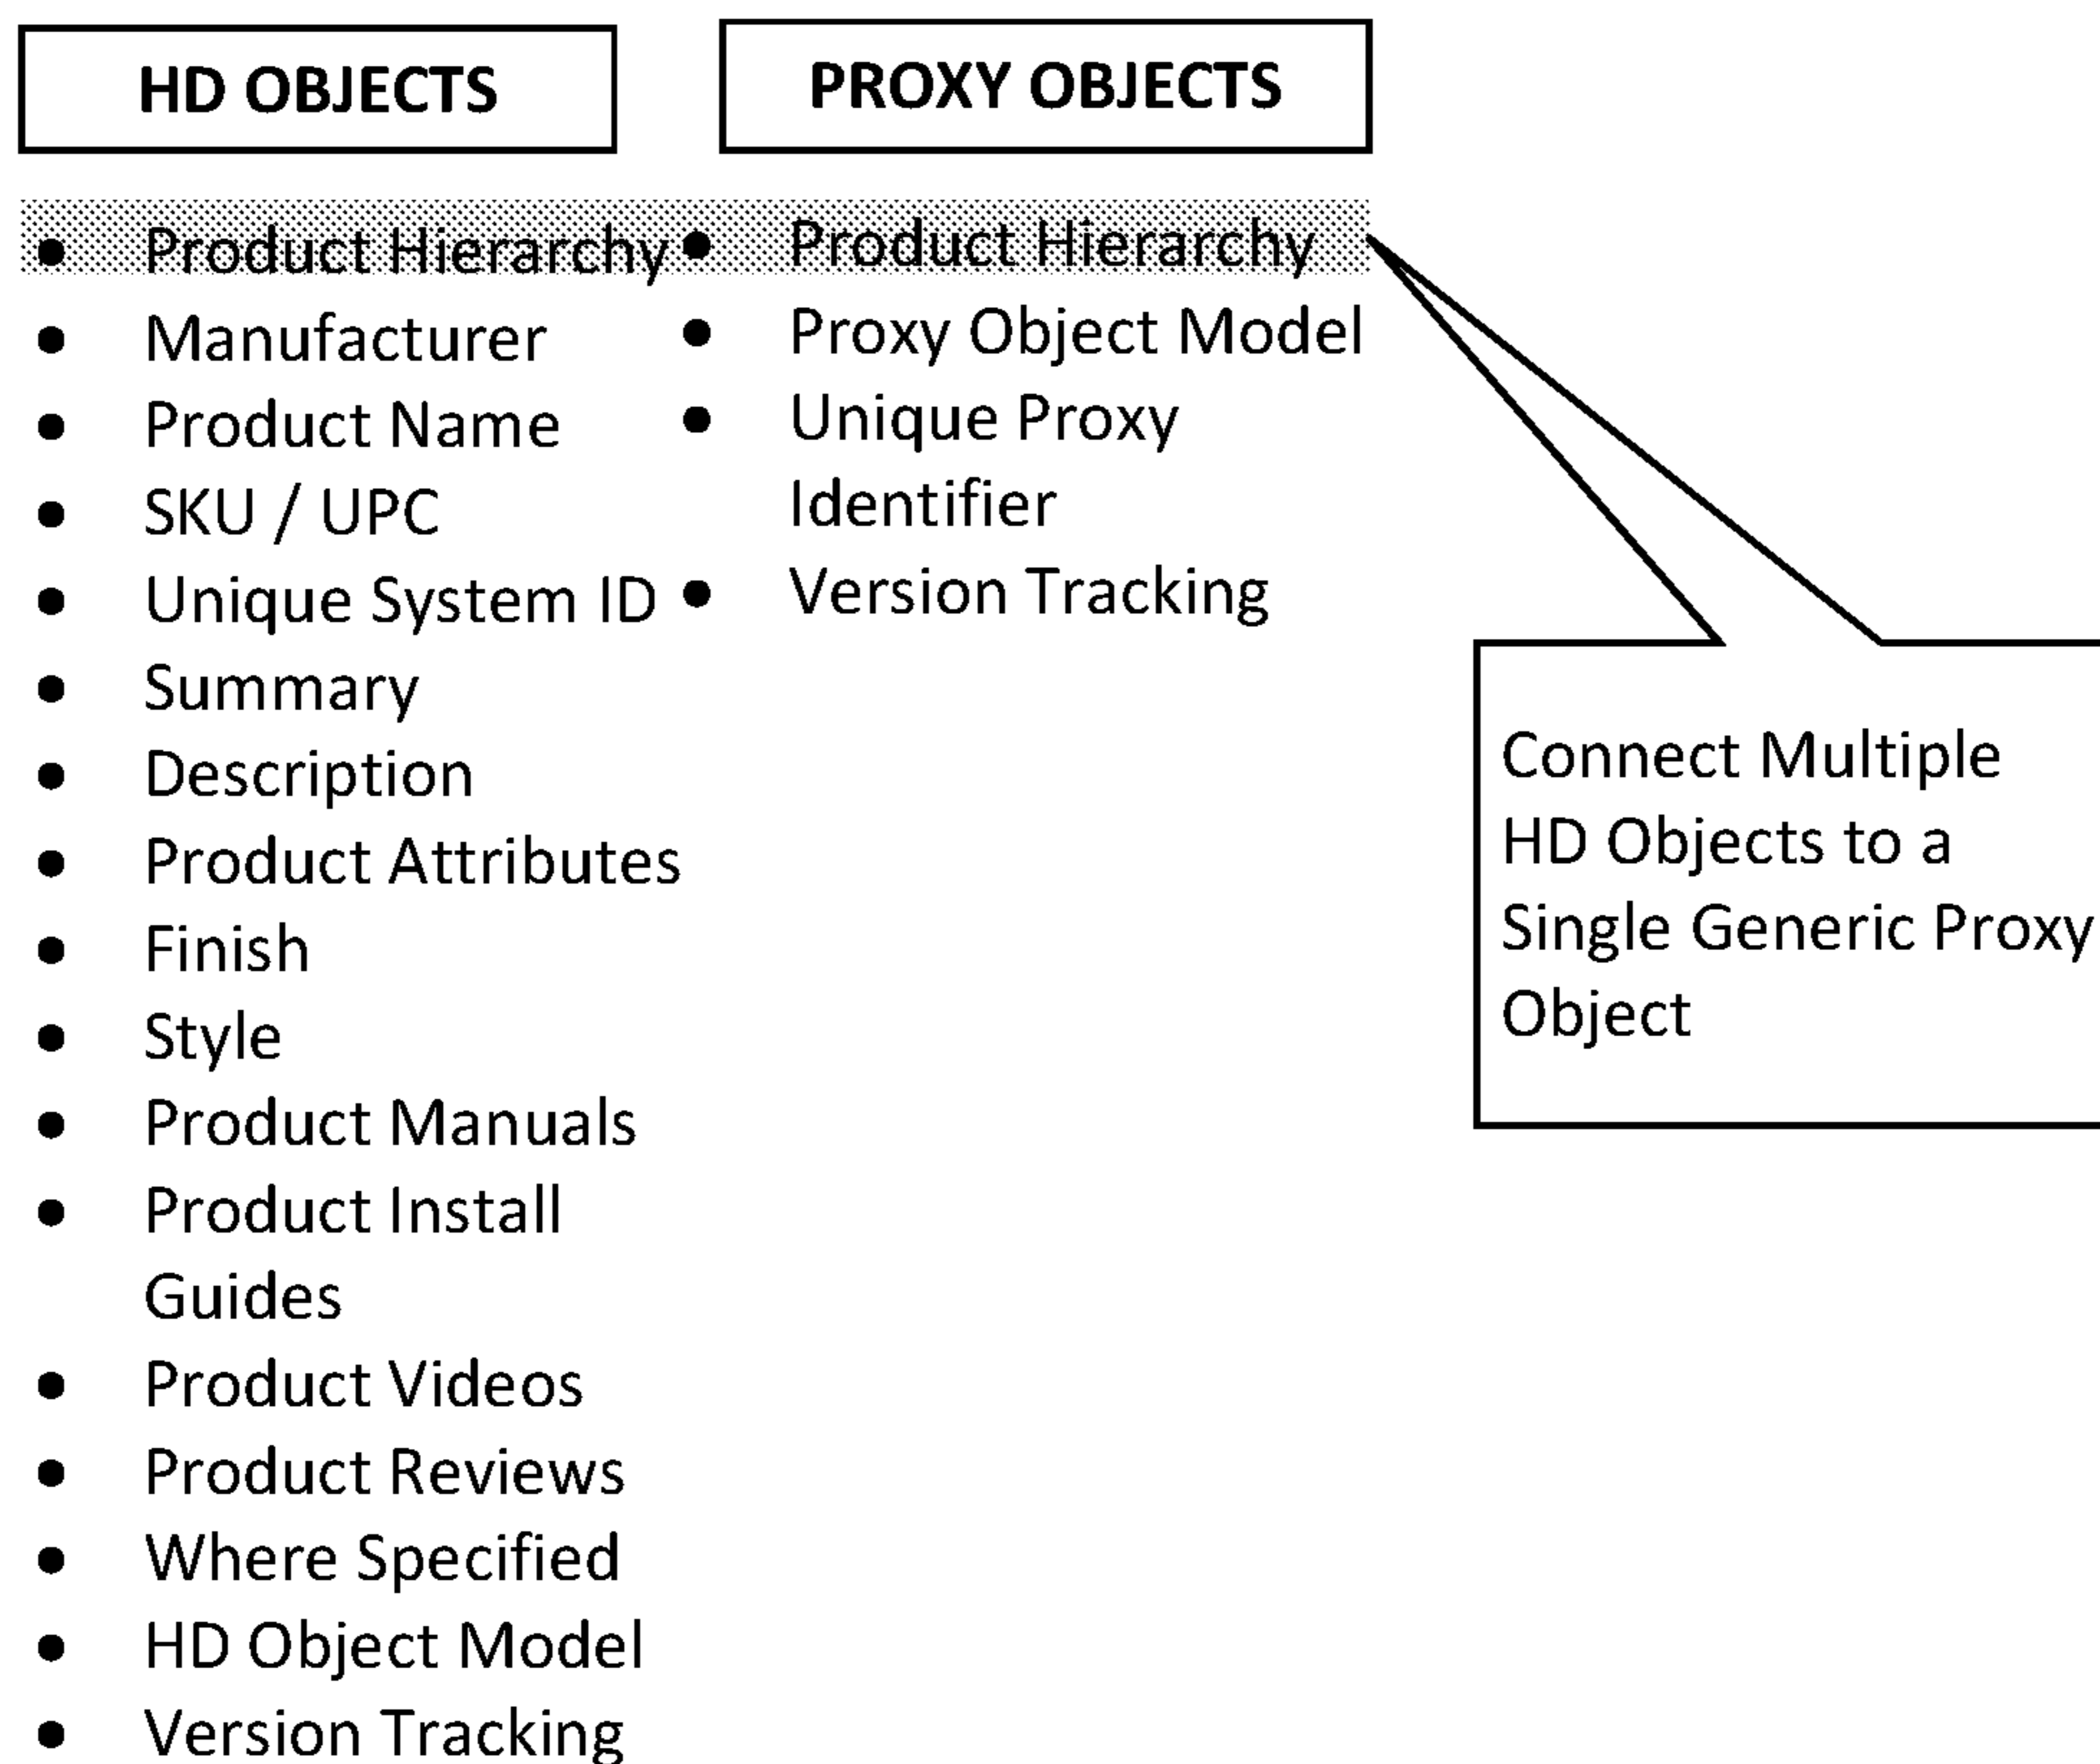 HD OBJECTS
Product Hierarchy
Manufacturer
Product Name
SKU / UPC
Unique System ID
Summary
Description
Product Attributes
Finish
Style
Product Manuals
Product Install
Guides
Product Videos
Product Reviews
Where Specified
HD Object Model
Version Tracking
PROXY OBJECTS
Product Hierarchy
Proxy Object Model
Unique Proxy
Identifier
Version Tracking
Connect Multiple
HD Objects to a
Single Generic Proxy
Object